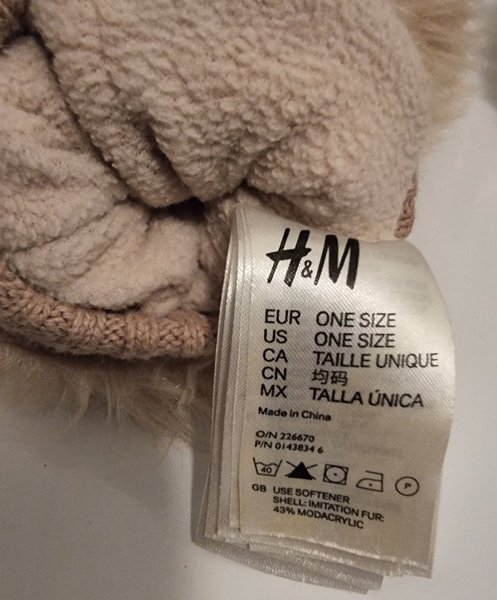 H&M
EUR ONE SIZE
US ONE SIZE
CA TAILLE UNIQUE
CN 均码
MX TALLA ÚNICA
Made in China
O/N 226670
P/N 0143834 6
40 P
GB USE SOFTENER
SHELL: IMITATION FUR:
43% MODACRYLIC